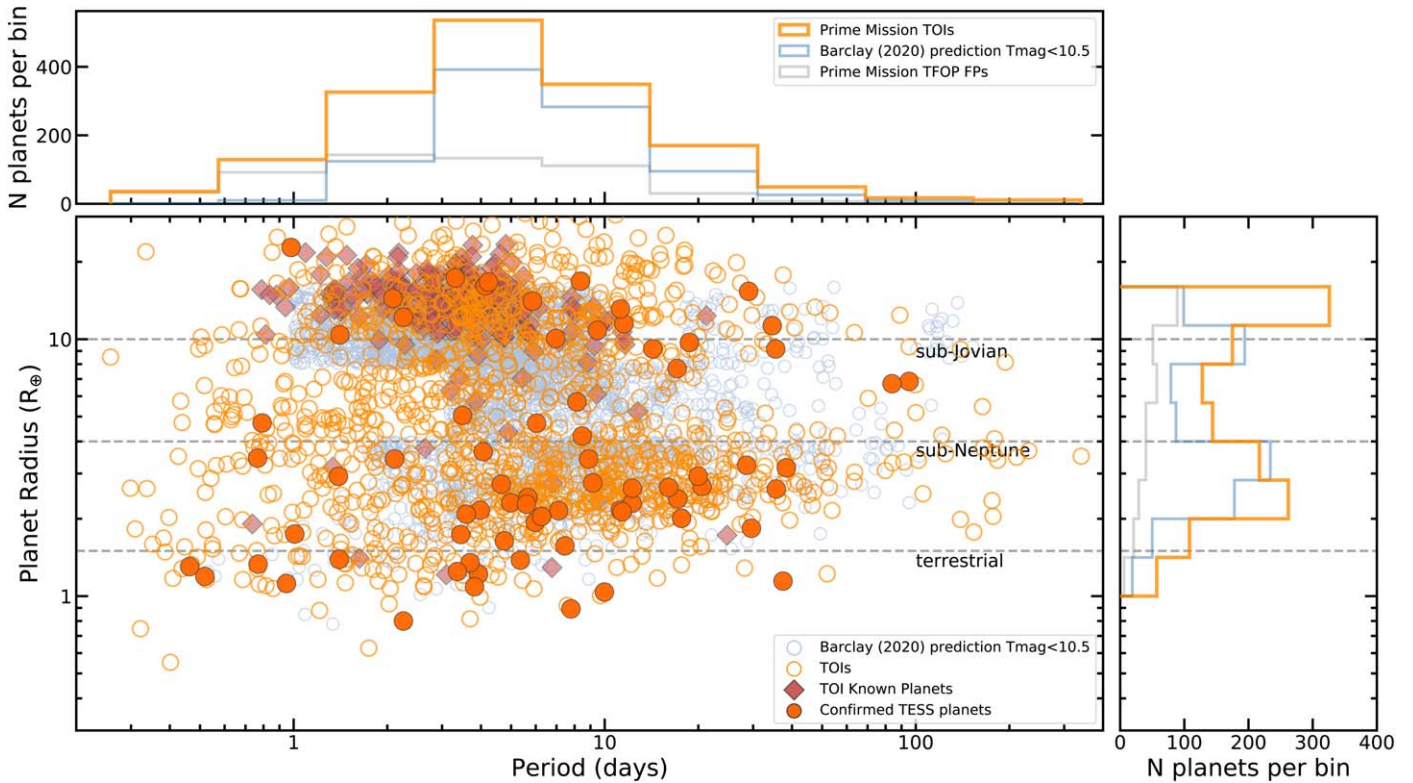 N planets per bin
400
200
0
Prime Mission TOIs
Barclay (2020) prediction Tmag<10.5
Prime Mission TFOP FPs
Planet Radius (R⊕)
10
1
sub-Jovian
sub-Neptune
terrestrial
Barclay (2020) prediction Tmag<10.5
TOIs
TOI Known Planets
Confirmed TESS planets
1 10 100
Period (days)
0 100 200 300 400
N planets per bin